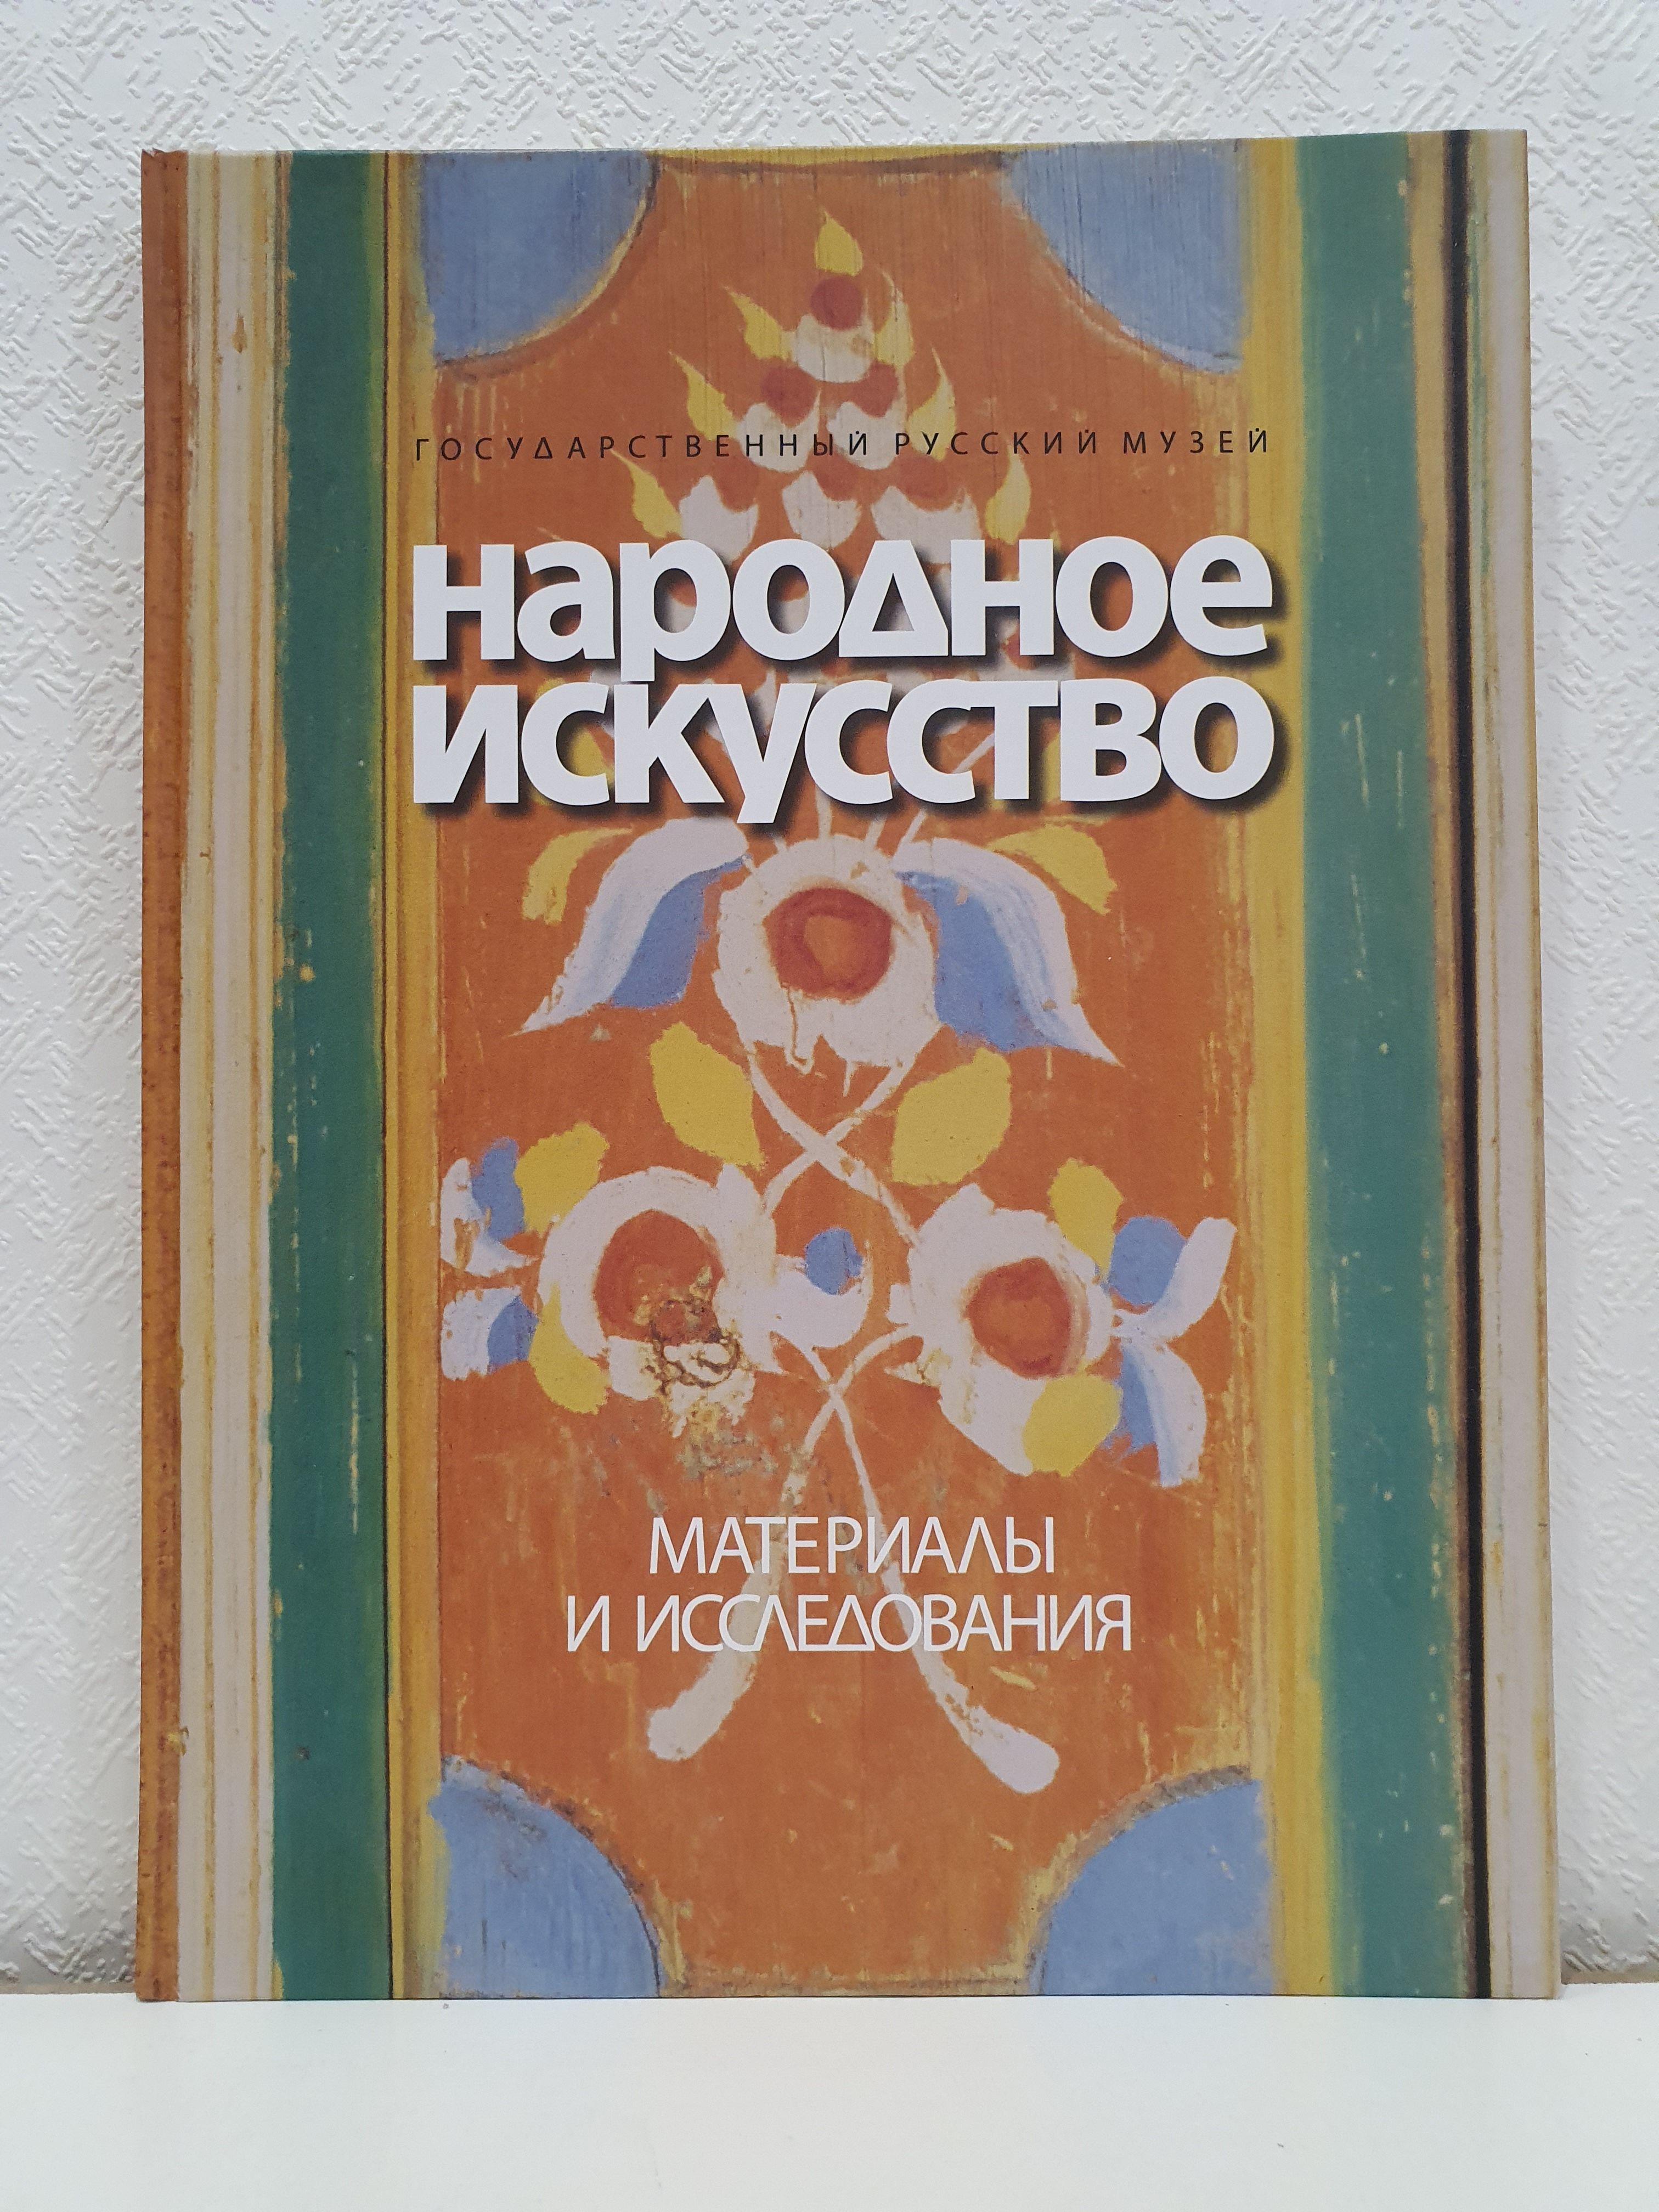 ГОСУДАРСТВЕННЫЙ РУССКИЙ МУЗЕЙ
народное
искусство
МАТЕРИАЛЫ
И ИССЛЕДОВАНИЯ